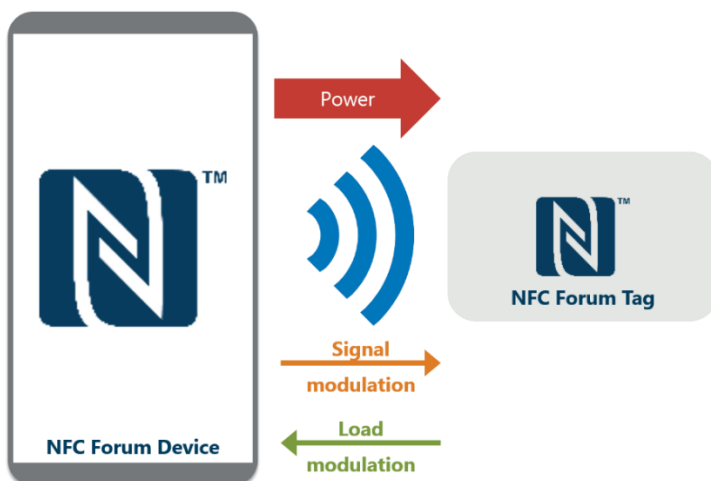 Power
TM
TM
NFC Forum Tag
Signal
modulation
Load
modulation
NFC Forum Device